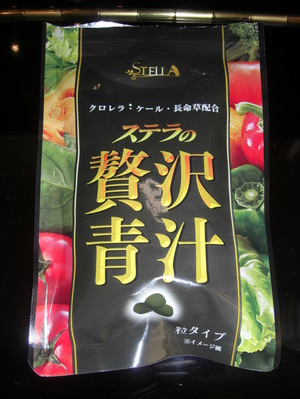 STELLA
クロレラ：ケール・長命草配合
ステラの
贅沢
青汁
粒タイプ
※イメージ画